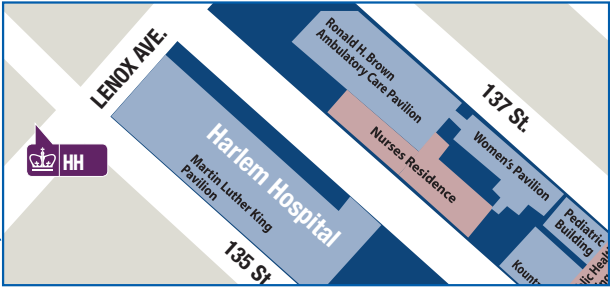 LENOX AVE.
Ronald H. Brown
Ambulatory Care Pavilion
137 St.
Nurses Residence
Women's Pavilion
Harlem Hospital
Martin Luther King
Pavilion
HH
Pediatric
Building
135 St